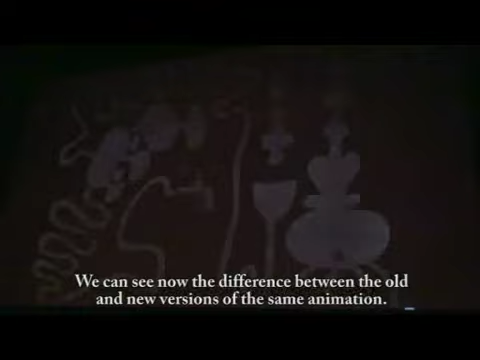 We can see now the difference between the old
and new versions of the same animation.